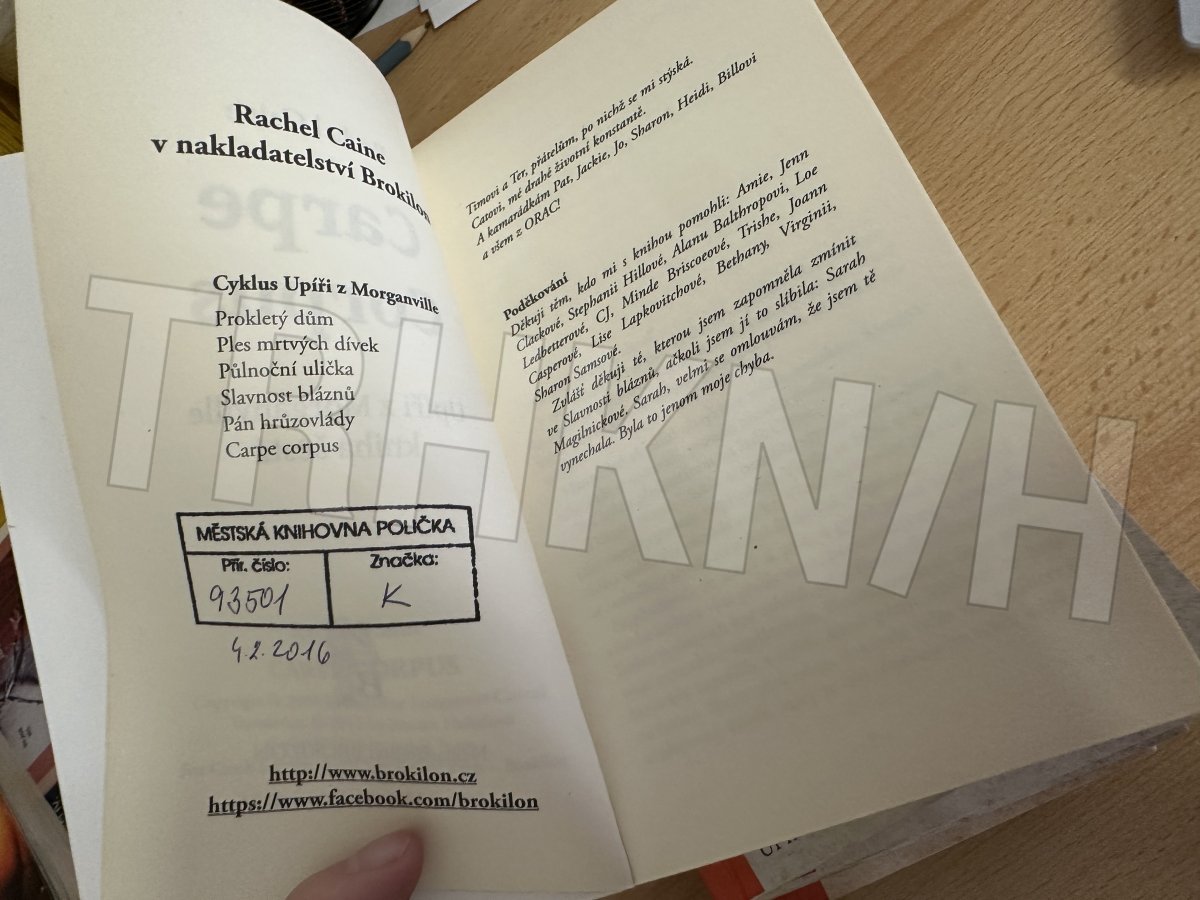 Rachel Caine
v nakladatelství Brokilon
Cyklus Upíři z Morganville
Prokletý dům
Ples mrtvých dívek
Půlnoční ulička
Slavnost bláznů
Pán hrůzovlády
Carpe corpus
MĚSTSKÁ KNIHOVNA POLIČKA
Přír. číslo:
Značka:
93501
K
4.2.2016
http://www.brokilon.cz
https://www.facebook.com/brokilon
Timovi a Ter, přátelům, po nichž se mi stýská.
Catovi, mé drahé životní konstantě.
A kamarádkám Pat, Jackie, Jo, Sharon, Heidi, Billovi
a všem z ORAC!
Poděkování
Děkuji těm, kdo mi s knihou pomohli: Amie, Jenn
Clackové, Stephanii Hillové, Alanu Balthropovi, Loe
Ledbetterové, CJ, Minde Briscoeové, Trishe, Joann
Casperové, Lise Lapkovitchové, Bethany, Virginii,
Sharon Samsové.
Zvlášť děkuji té, kterou jsem zapomněla zmínit
ve Slavnosti bláznů, ačkoli jsem jí to slíbila: Sarah
Magilnickové, Sarah, velmi se omlouvám, že jsem tě
vynechala. Byla to jenom moje chyba.
TRHKNIH